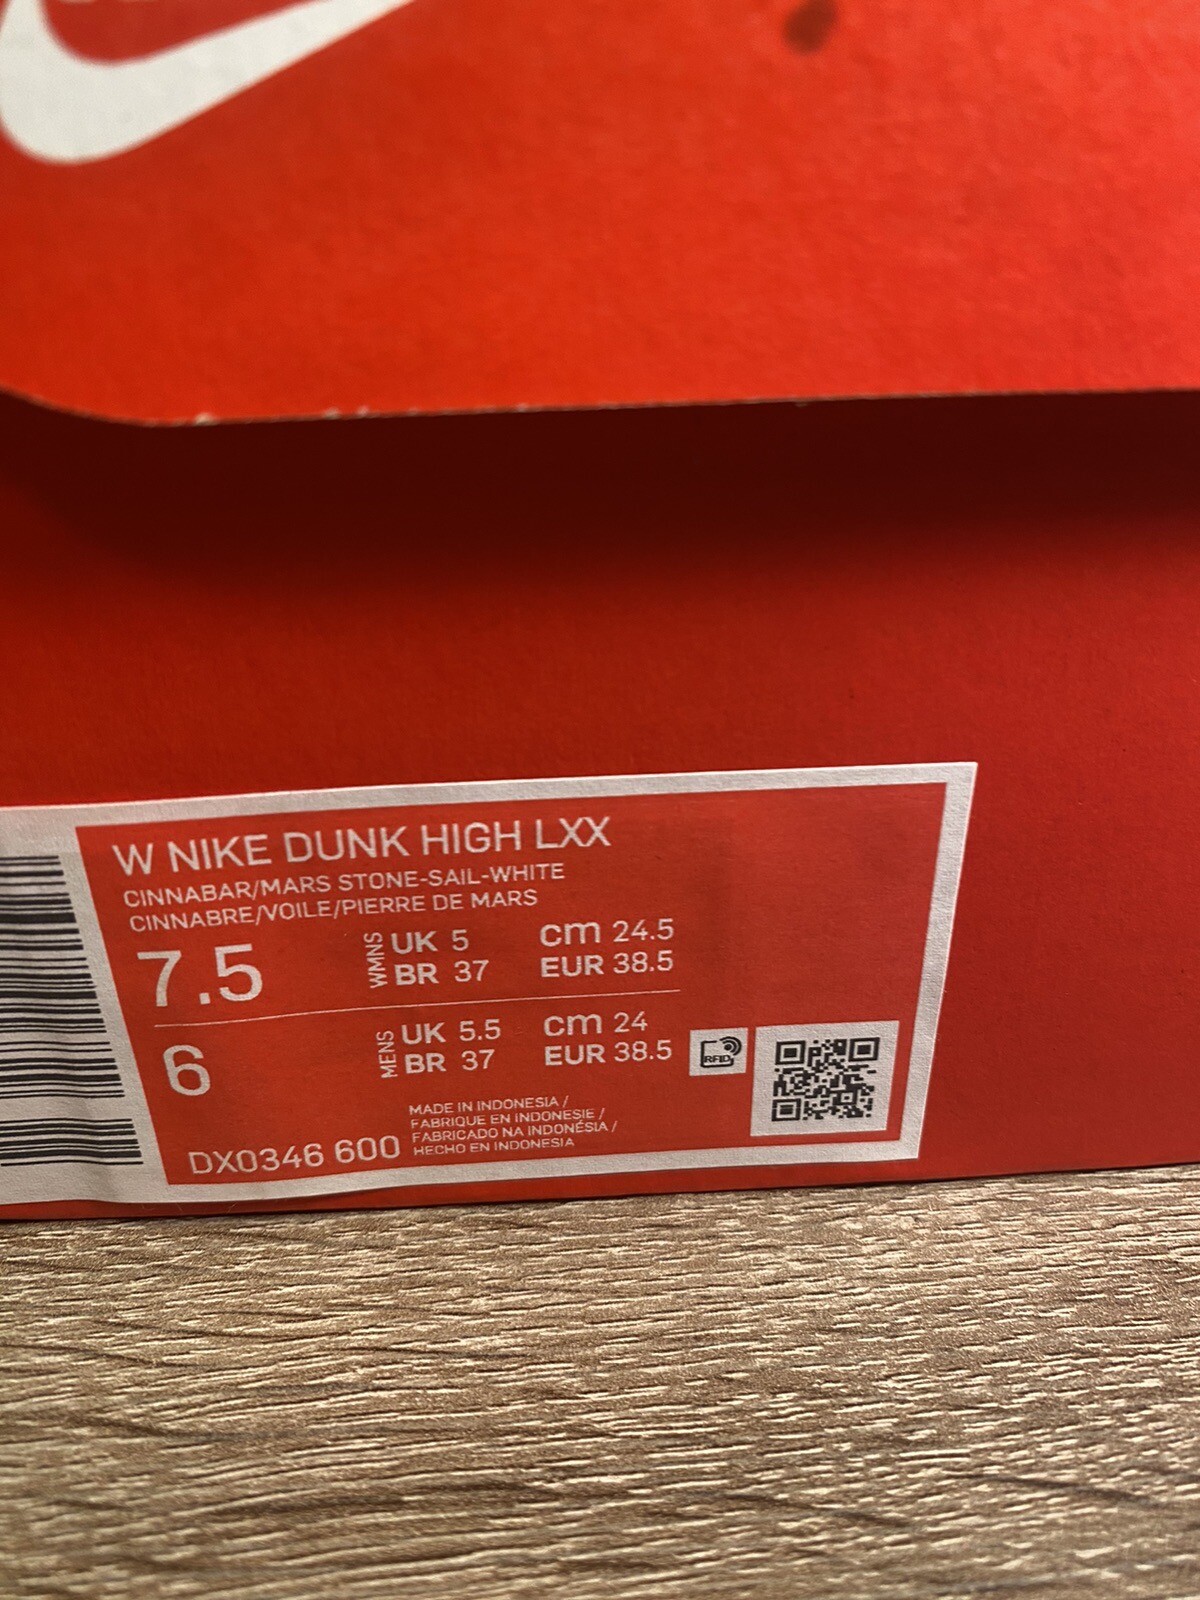 W NIKE DUNK HIGH LXX
CINNABAR/MARS STONE-SAIL-WHITE
CINNABRE/VOILE/PIERRE DE MARS
7.5
WMNS
UK 5 cm 24.5
BR 37 EUR 38.5
6
MENS
UK 5.5 cm 24
BR 37 EUR 38.5
RFID
MADE IN INDONESIA /
FABRIQUE EN INDONESIE /
FABRICADO NA INDONÉSIA /
HECHO EN INDONESIA
DX0346 600